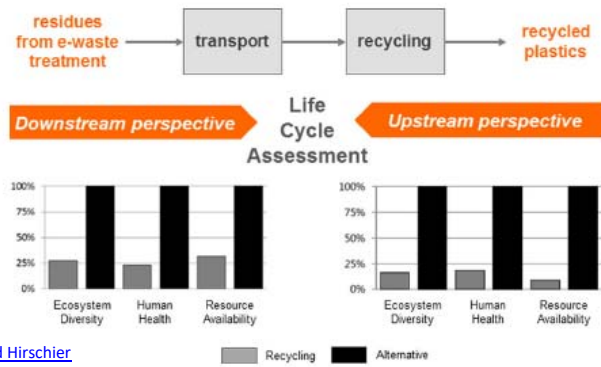 residues
from e-waste
treatment
transport
recycling
recycled
plastics
Downstream perspective
Life
Cycle
Assessment
Upstream perspective
100%
75%
50%
25%
0%
Ecosystem
Diversity
Human
Health
Resource
Availability
100%
75%
50%
25%
0%
Ecosystem
Diversity
Human
Health
Resource
Availability
Hirschier
Recycling
Alternative